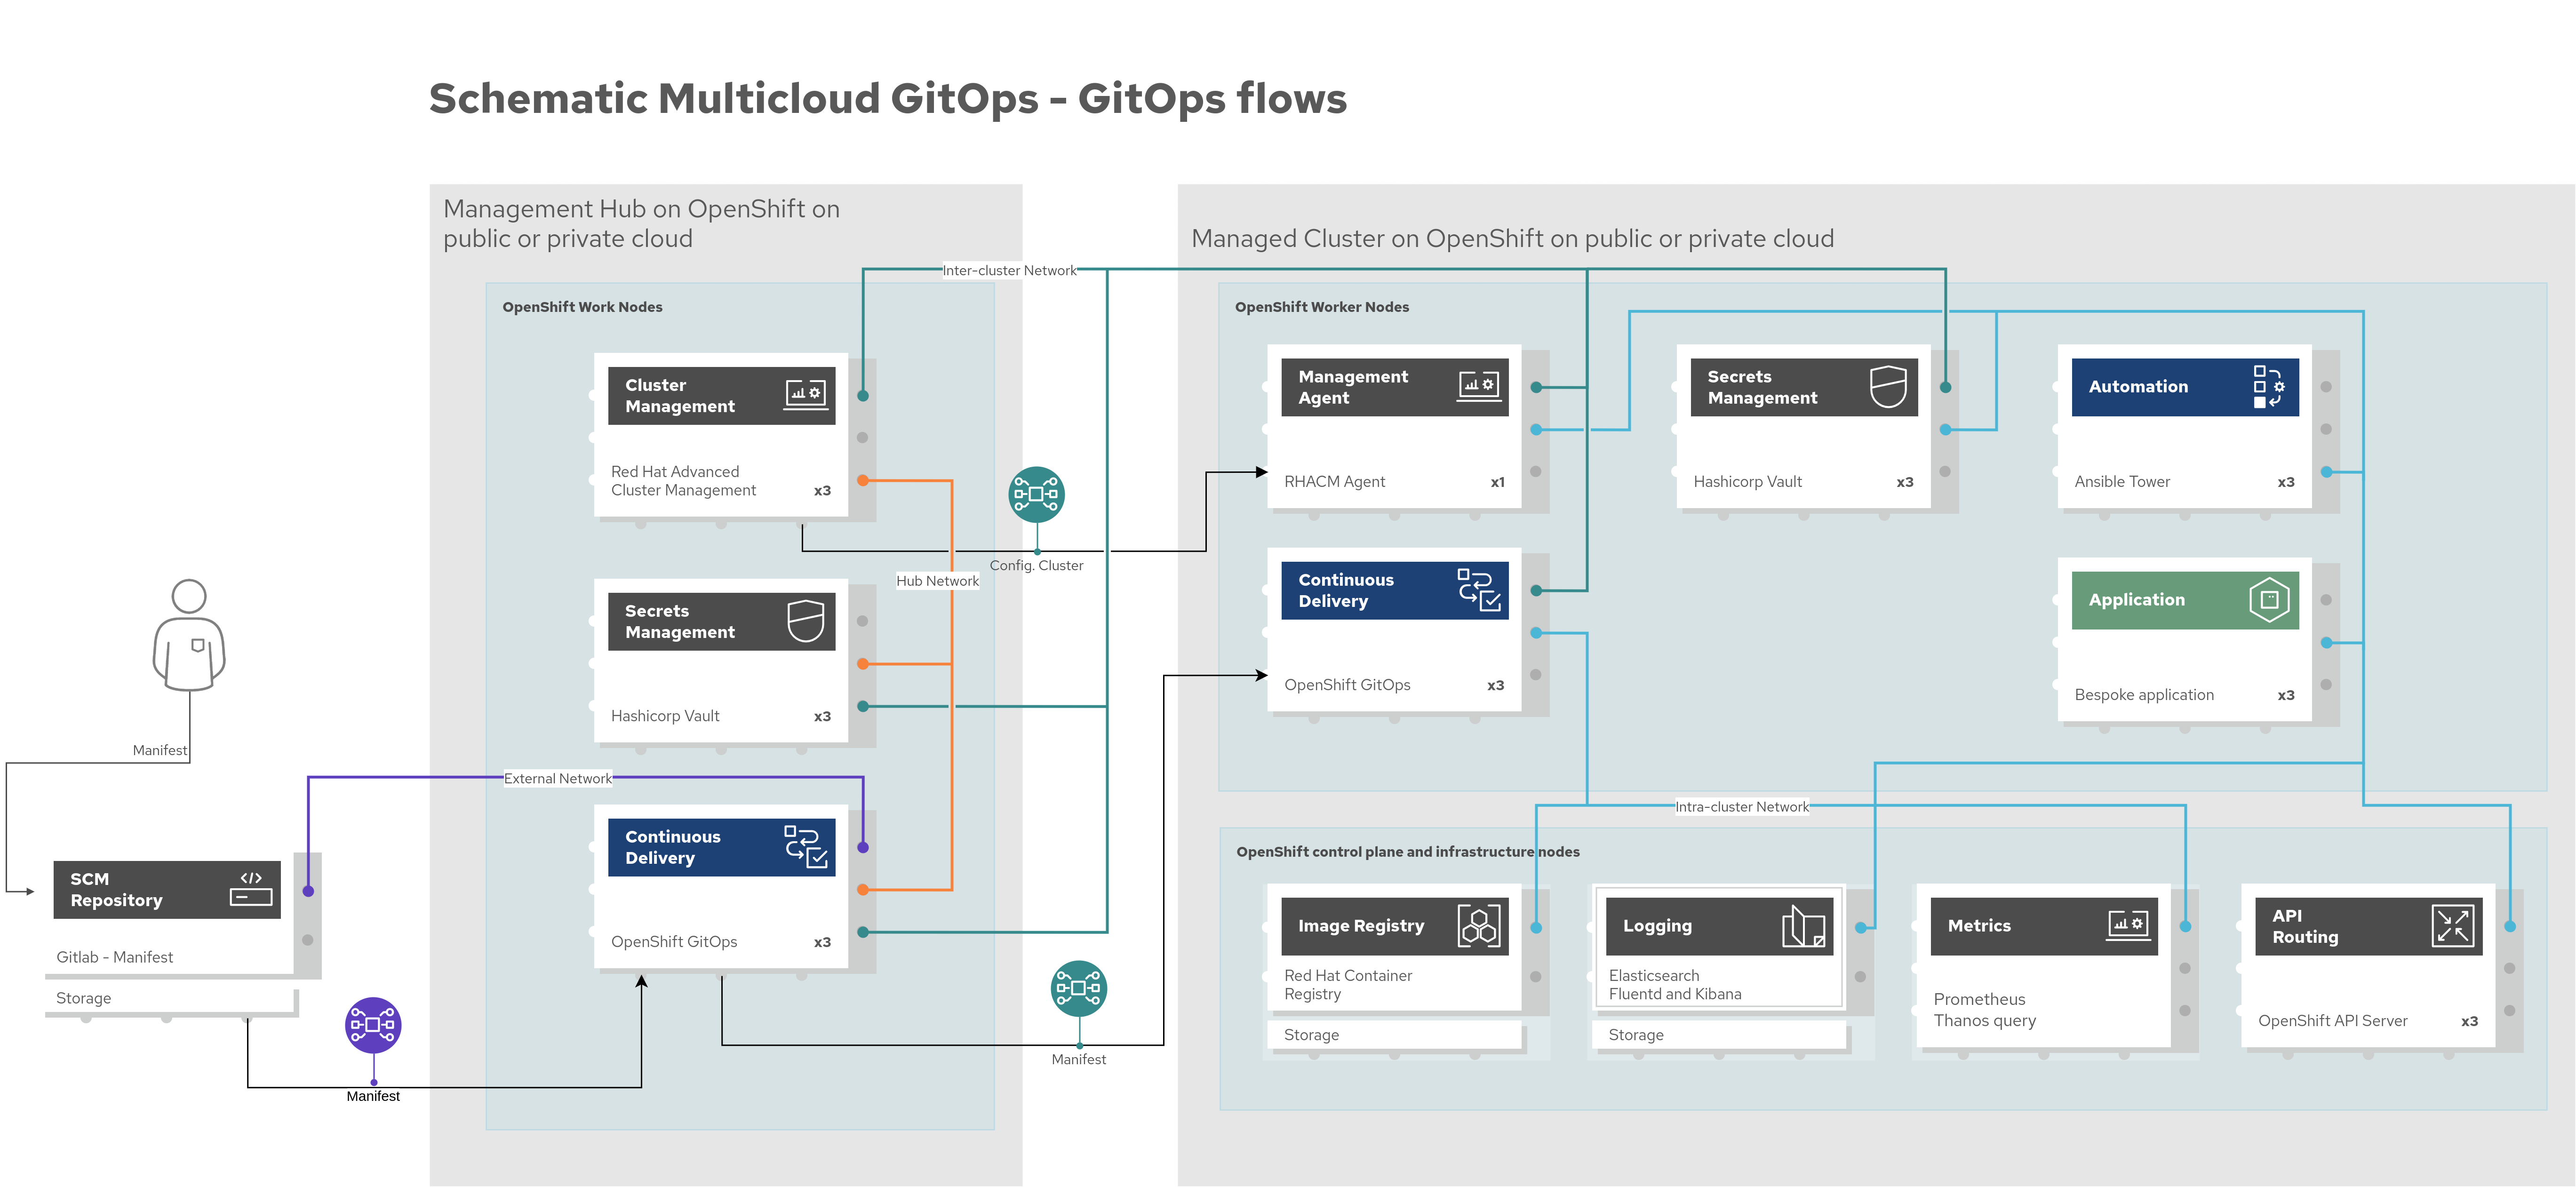 Schematic Multicloud GitOps - GitOps flows
Management Hub on OpenShift on
public or private cloud
Managed Cluster on OpenShift on public or private cloud
Inter-cluster Network
OpenShift Work Nodes
OpenShift Worker Nodes
Cluster
Management
Red Hat Advanced
Cluster Management
x3
Management
Agent
RHACM Agent
x1
Secrets
Management
Hashicorp Vault
x3
Automation
Ansible Tower
x3
Config. Cluster
Hub Network
Secrets
Management
Hashicorp Vault
x3
Continuous
Delivery
OpenShift GitOps
x3
Application
Bespoke application
x3
Manifest
External Network
Intra-cluster Network
Continuous
Delivery
OpenShift GitOps
x3
SCM
Repository
</>
Gitlab - Manifest
Storage
Manifest
Manifest
OpenShift control plane and infrastructure nodes
Image Registry
Red Hat Container
Registry
Storage
Logging
Elasticsearch
Fluentd and Kibana
Storage
Metrics
Prometheus
Thanos query
API
Routing
OpenShift API Server
x3